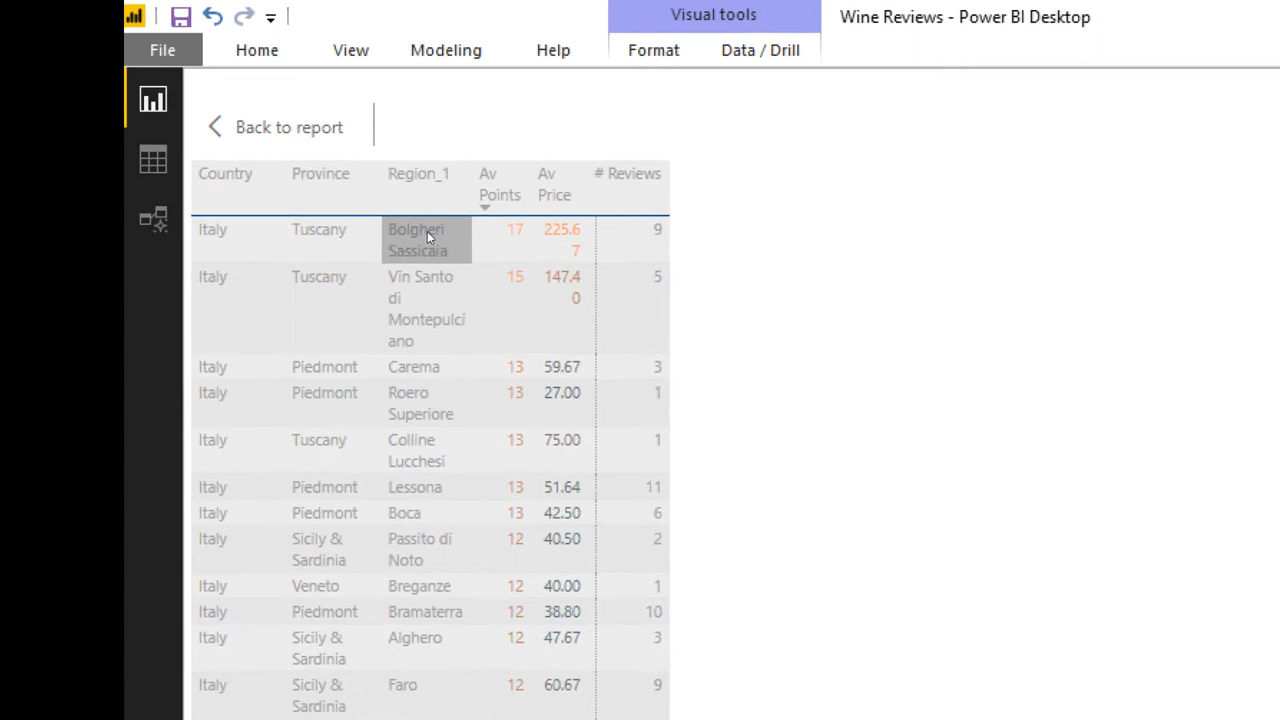 Visual tools
Wine Reviews - Power BI Desktop
File Home View Modeling Help Format Data / Drill
Back to report
Country Province Region_1 Av Points Av Price # Reviews
Italy Tuscany Bolgheri 17 225.6 9
Sassicaia 7
Italy Tuscany Vin Santo 15 147.4 5
di 0
Montepulci
ano
Italy Piedmont Carema 13 59.67 3
Italy Piedmont Roero 13 27.00 1
Superiore
Italy Tuscany Colline 13 75.00 1
Lucchesi
Italy Piedmont Lessona 13 51.64 11
Italy Piedmont Boca 13 42.50 6
Italy Sicily & Passito di 12 40.50 2
Sardinia Noto
Italy Veneto Breganze 12 40.00 1
Italy Piedmont Bramaterra 12 38.80 10
Italy Sicily & Alghero 12 47.67 3
Sardinia
Italy Sicily & Faro 12 60.67 9
Sardinia